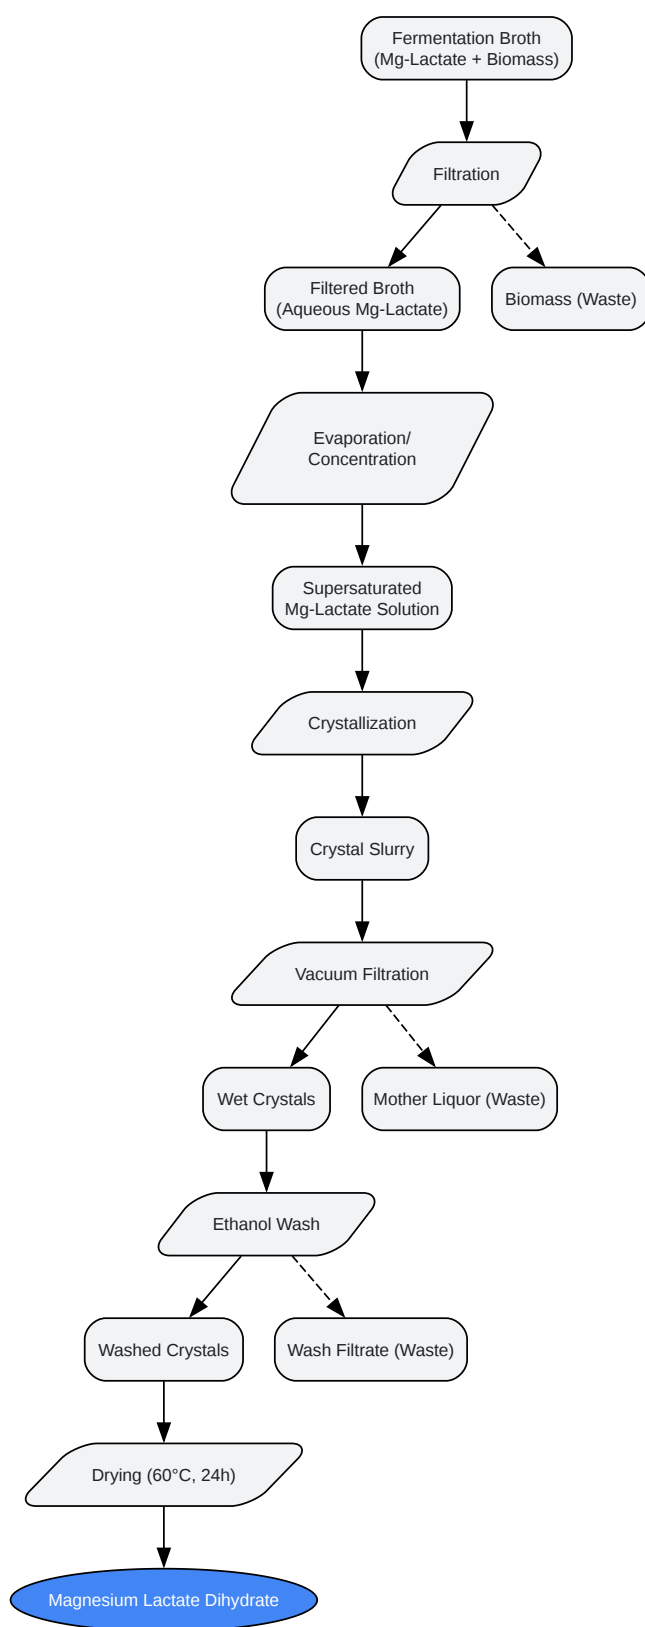 Fermentation Broth
(Mg-Lactate + Biomass)
Filtration
Filtered Broth
(Aqueous Mg-Lactate)
Biomass (Waste)
Evaporation/
Concentration
Supersaturated
Mg-Lactate Solution
Crystallization
Crystal Slurry
Vacuum Filtration
Wet Crystals
Mother Liquor (Waste)
Ethanol Wash
Washed Crystals
Wash Filtrate (Waste)
Drying (60°C, 24h)
Magnesium Lactate Dihydrate